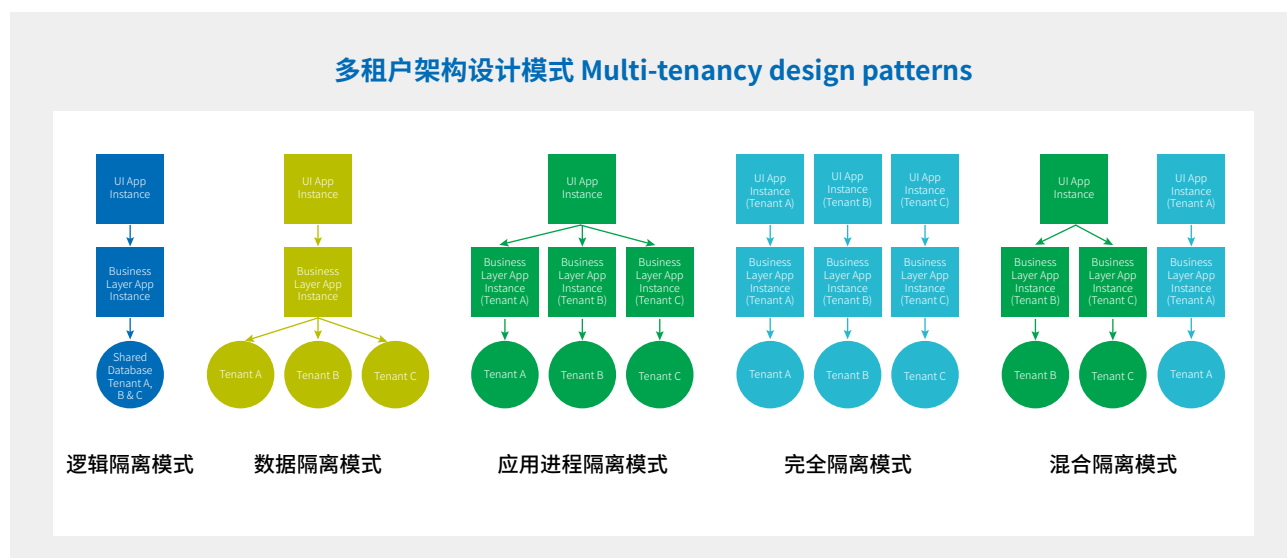 多租户架构设计模式 Multi-tenancy design patterns
UI App
Instance
Business
Layer App
Instance
Shared
Database
Tenant A,
B & C
逻辑隔离模式
UI App
Instance
Business
Layer App
Instance
Tenant A
Tenant B
Tenant C
数据隔离模式
UI App
Instance
Business
Layer App
Instance
(Tenant A)
Business
Layer App
Instance
(Tenant B)
Business
Layer App
Instance
(Tenant C)
Tenant A
Tenant B
Tenant C
应用进程隔离模式
UI App
Instance
(Tenant A)
UI App
Instance
(Tenant B)
UI App
Instance
(Tenant C)
Business
Layer App
Instance
(Tenant A)
Business
Layer App
Instance
(Tenant B)
Business
Layer App
Instance
(Tenant C)
Tenant A
Tenant B
Tenant C
完全隔离模式
UI App
Instance
UI App
Instance
(Tenant A)
Business
Layer App
Instance
(Tenant B)
Business
Layer App
Instance
(Tenant C)
Business
Layer App
Instance
(Tenant A)
Tenant B
Tenant C
Tenant A
混合隔离模式